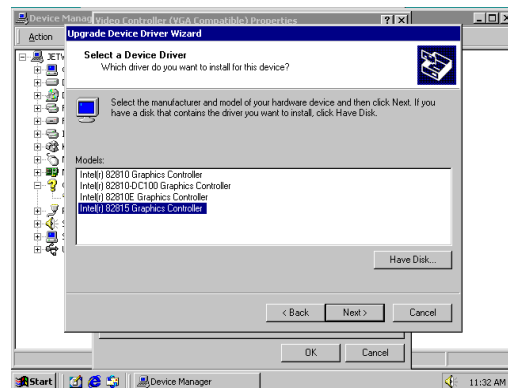 Device Manag
Video Controller (VGA Compatible) Properties
Action
Upgrade Device Driver Wizard
Select a Device Driver
Which driver do you want to install for this device?
Select the manufacturer and model of your hardware device and then click Next. If you
have a disk that contains the driver you want to install, click Have Disk.
JETW
Models:
Intel(r) 82810 Graphics Controller
Intel(r) 82810-DC100 Graphics Controller
Intel(r) 82810E Graphics Controller
Intel(r) 82815 Graphics Controller
Have Disk...
< Back
Next >
Cancel
OK
Cancel
Start
Device Manager
11:32 AM